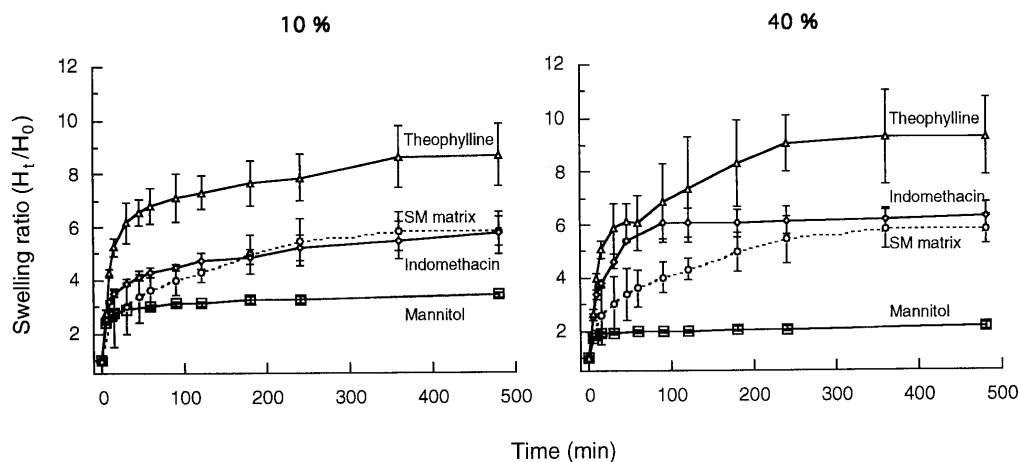 10 %
40 %
Swelling ratio (Ht/H0)
12
10
8
6
4
2
Theophylline
SM matrix
Indomethacin
Mannitol
0
100
200
300
400
500
12
10
8
6
4
2
Theophylline
Indomethacin
SM matrix
Mannitol
0
100
200
300
400
500
Time (min)